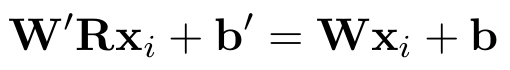 W′Rxᵢ + b′ = Wxᵢ + b